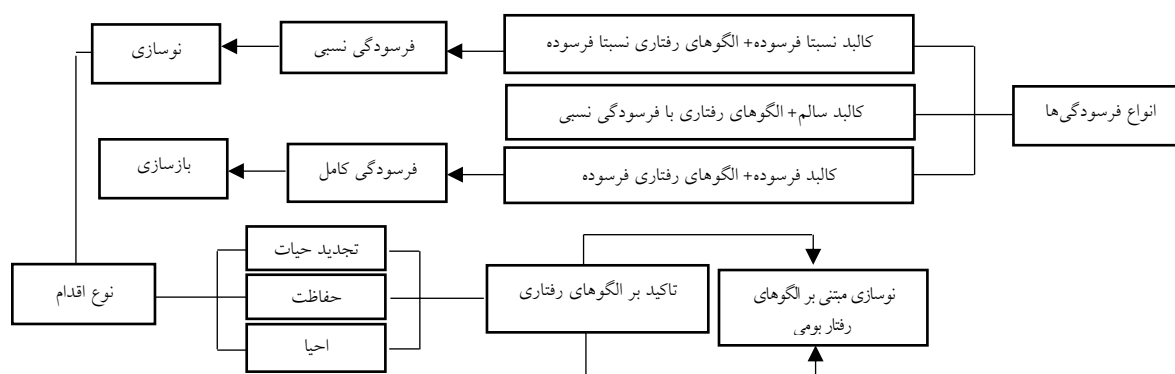 انواع فرسودگی‌ها
کالبد نسبتا فرسوده+ الگوهای رفتاری نسبتا فرسوده
فرسودگی نسبی
نوسازی
کالبد سالم+ الگوهای رفتاری با فرسودگی نسبی
کالبد فرسوده+ الگوهای رفتاری فرسوده
فرسودگی کامل
بازسازی
نوسازی مبتنی بر الگوهای
رفتار بومی
تاکید بر الگوهای رفتاری
تجدید حیات
حفاظت
احیا
نوع اقدام